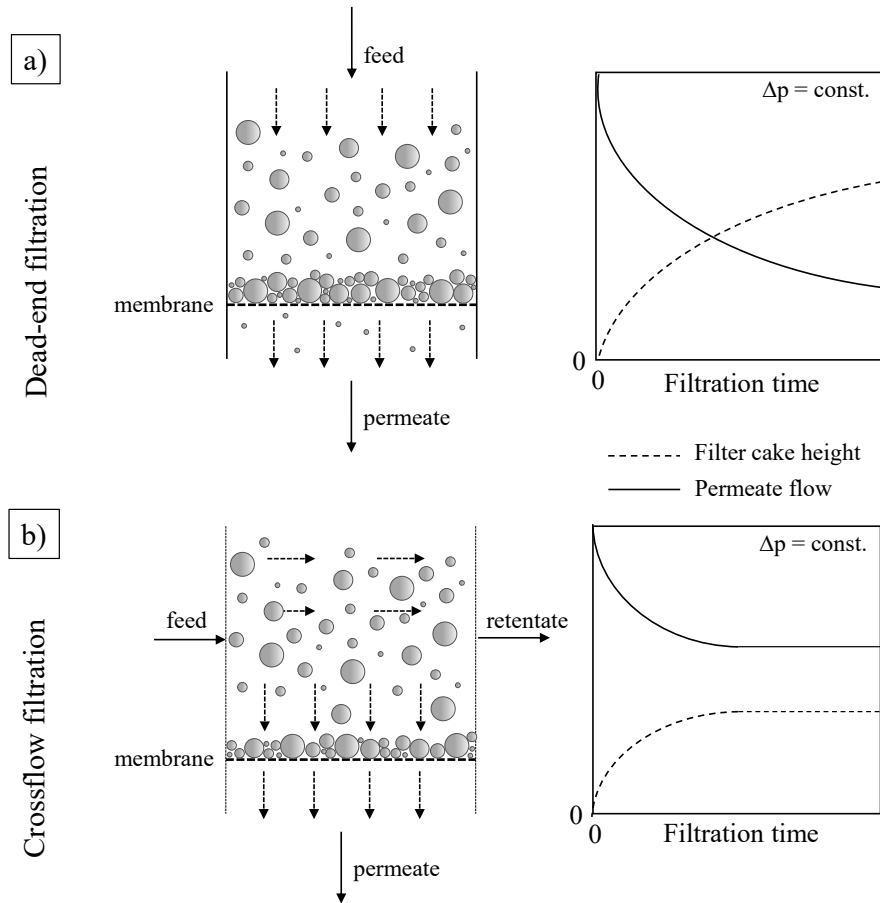 a)
feed
Δp = const.
Dead-end filtration
membrane
0
0
Filtration time
permeate
Filter cake height
Permeate flow
b)
Δp = const.
feed
retentate
Crossflow filtration
membrane
0
0
Filtration time
permeate